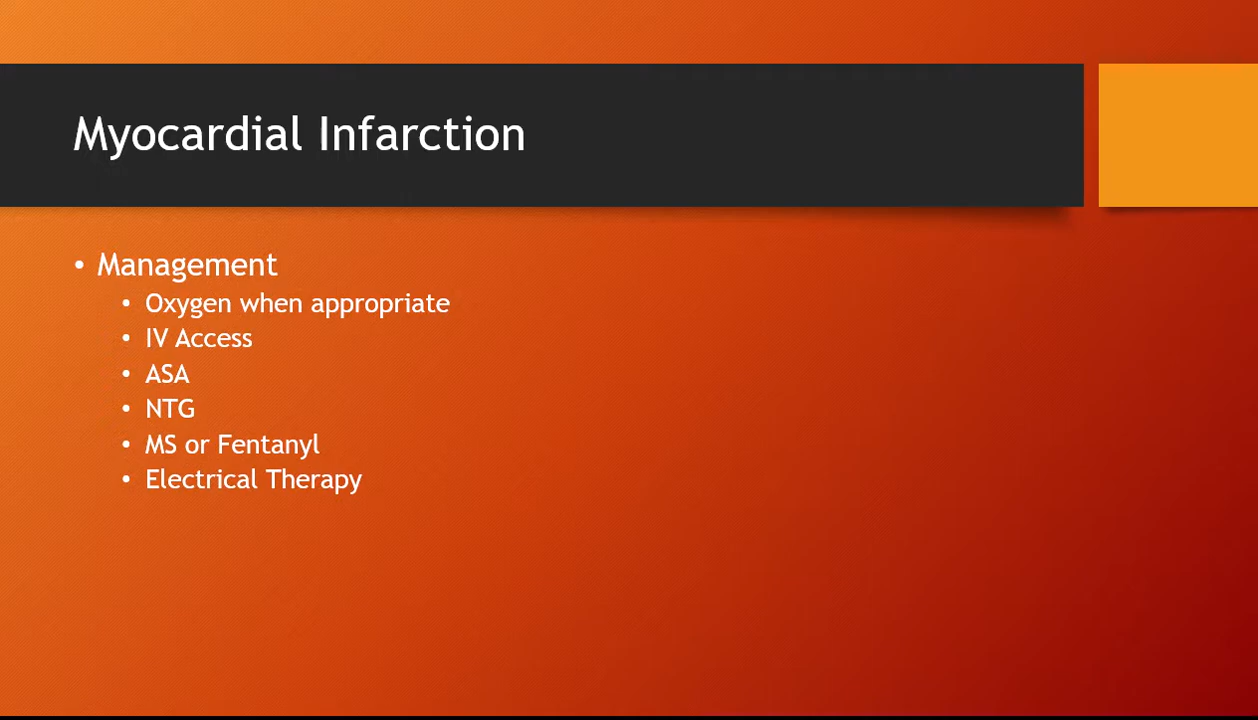 Myocardial Infarction
• Management
• Oxygen when appropriate
• IV Access
• ASA
• NTG
• MS or Fentanyl
• Electrical Therapy